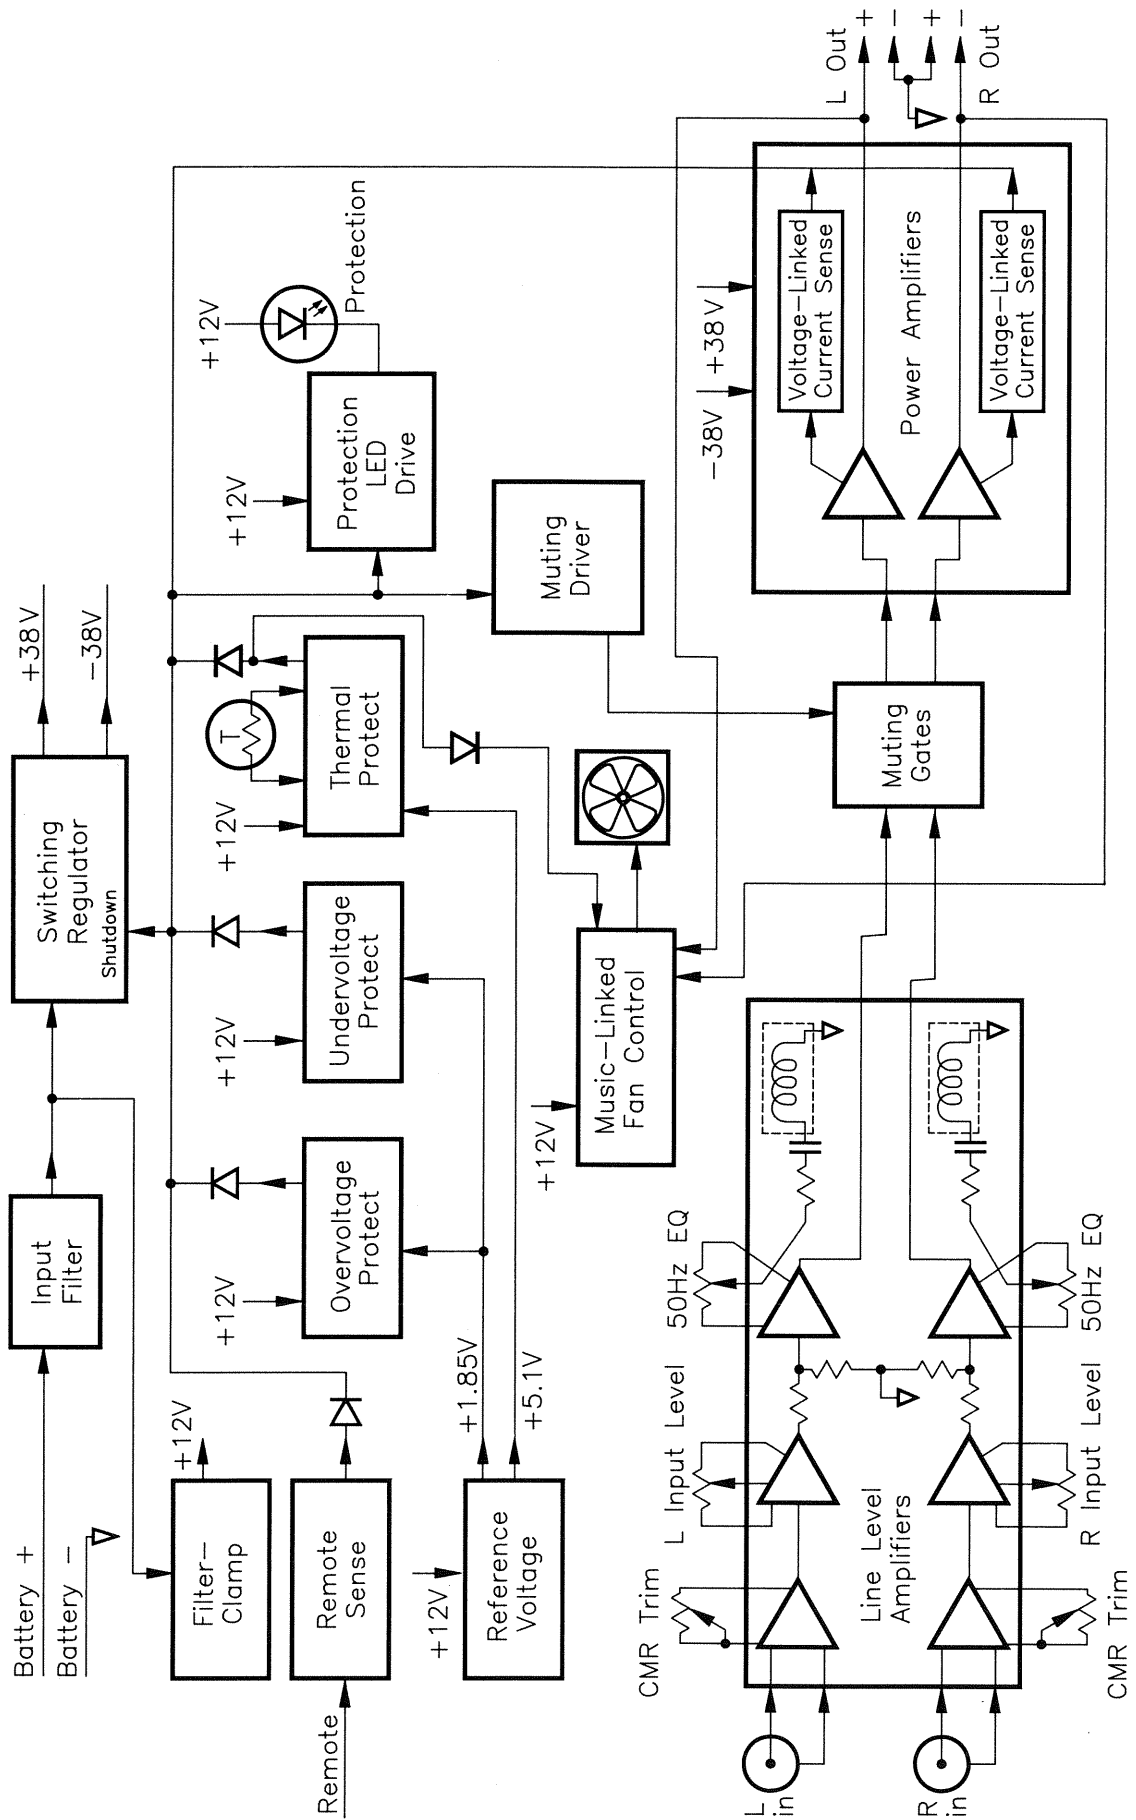 Battery +
Battery −
Input
Filter
Switching
Regulator
Shutdown
+38V
−38V
Filter−
Clamp
+12V
Remote
Remote
Sense
+12V
Reference
Voltage
+1.85V
+5.1V
+12V
Overvoltage
Protect
+12V
Undervoltage
Protect
+12V
T
Thermal
Protect
+12V
Protection
LED
Drive
+12V
Protection
Muting
Driver
+12V
Music−Linked
Fan Control
Muting
Gates
−38V
+38V
Voltage−Linked
Current Sense
Power Amplifiers
Voltage−Linked
Current Sense
L Out
+
−
+
−
R Out
L
in
R
in
CMR Trim
L Input Level
50Hz EQ
Line Level
Amplifiers
CMR Trim
R Input Level
50Hz EQ